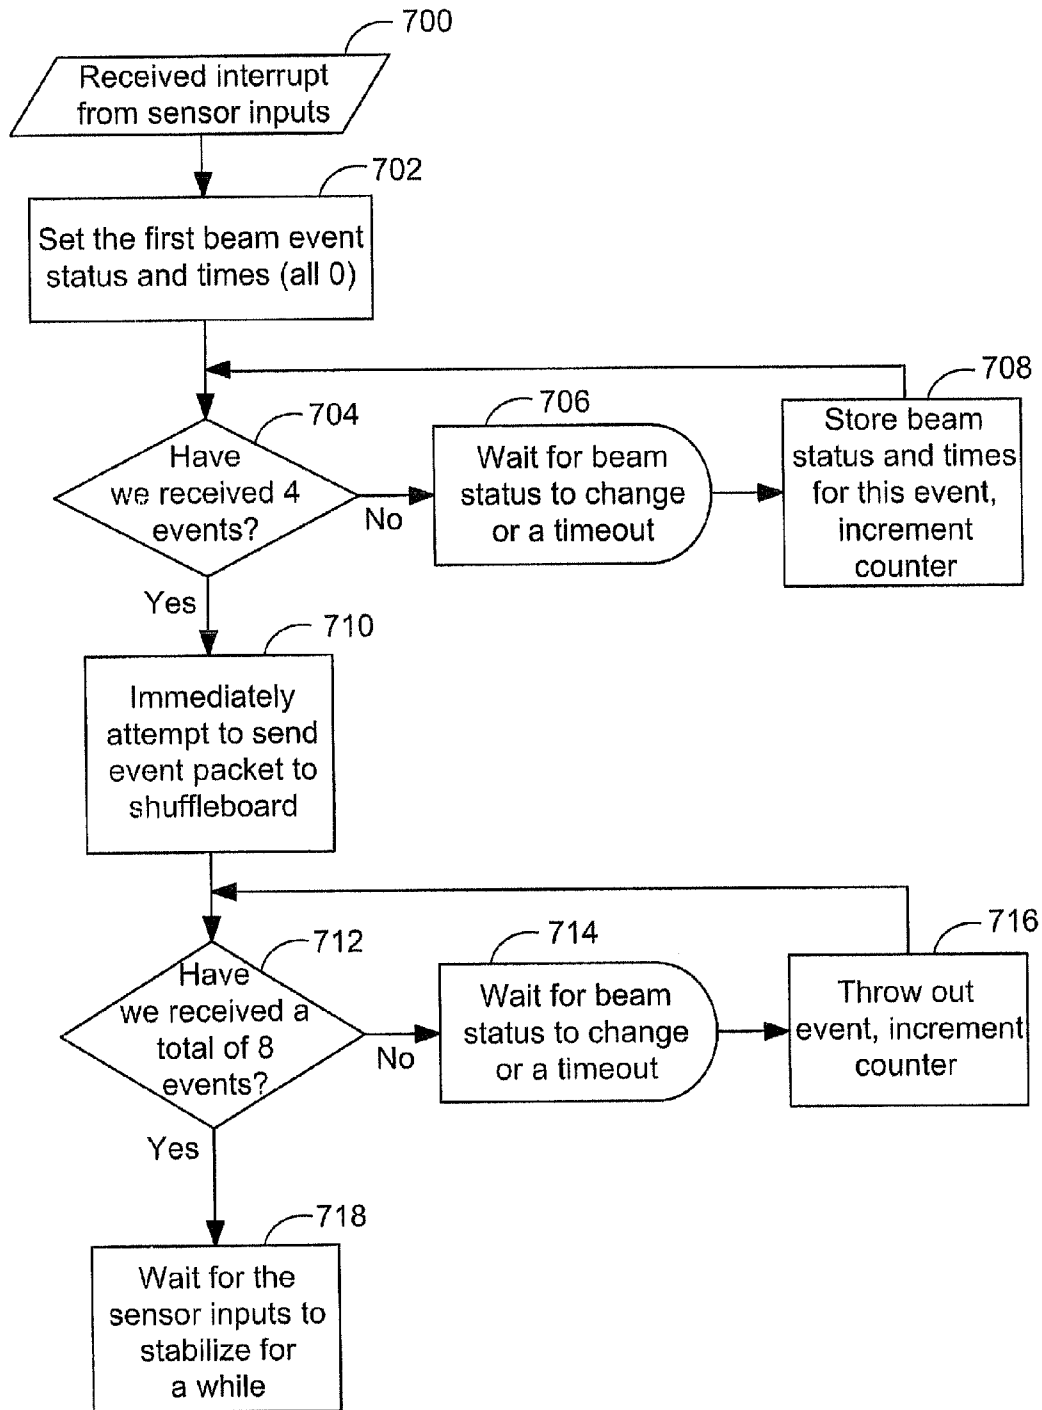 700
Received interrupt
from sensor inputs
702
Set the first beam event
status and times (all 0)
704
Have
we received 4
events?
No
Yes
706
Wait for beam
status to change
or a timeout
708
Store beam
status and times
for this event,
increment
counter
710
Immediately
attempt to send
event packet to
shuffleboard
712
Have
we received a
total of 8
events?
No
Yes
714
Wait for beam
status to change
or a timeout
716
Throw out
event, increment
counter
718
Wait for the
sensor inputs to
stabilize for
a while